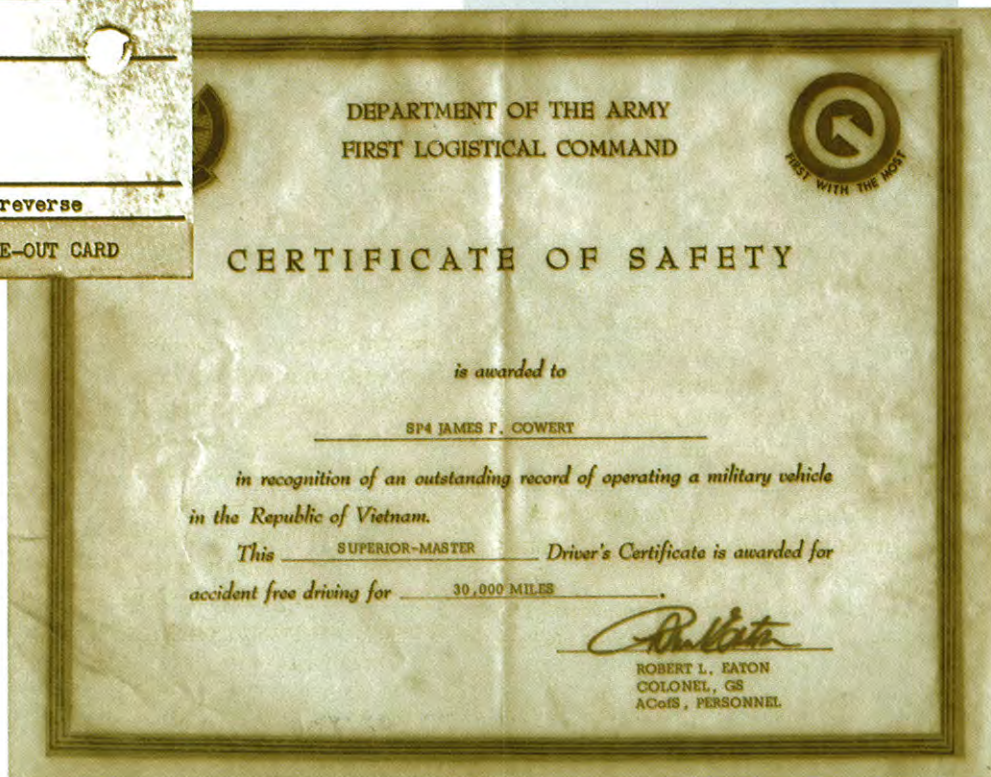 reverse
E-OUT CARD
DEPARTMENT OF THE ARMY
FIRST LOGISTICAL COMMAND
FIRST WITH THE MOST
CERTIFICATE OF SAFETY
is awarded to
SP4 JAMES F. COWERT
in recognition of an outstanding record of operating a military vehicle
in the Republic of Vietnam.
This SUPERIOR-MASTER Driver's Certificate is awarded for
accident free driving for 30,000 MILES.
ROBERT L. EATON
COLONEL, GS
ACofS, PERSONNEL